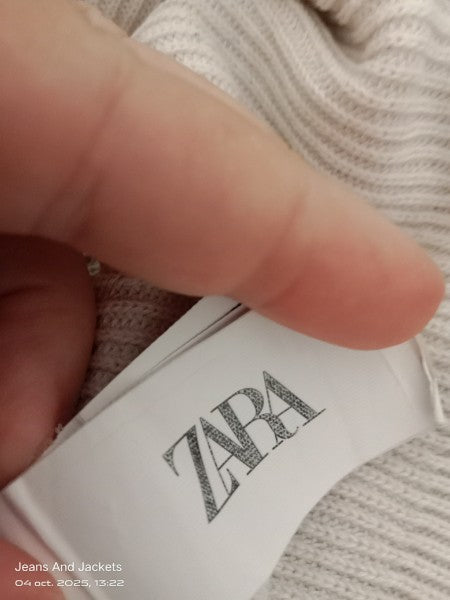 ZARA
Jeans And Jackets
04 oct. 2025, 13:22